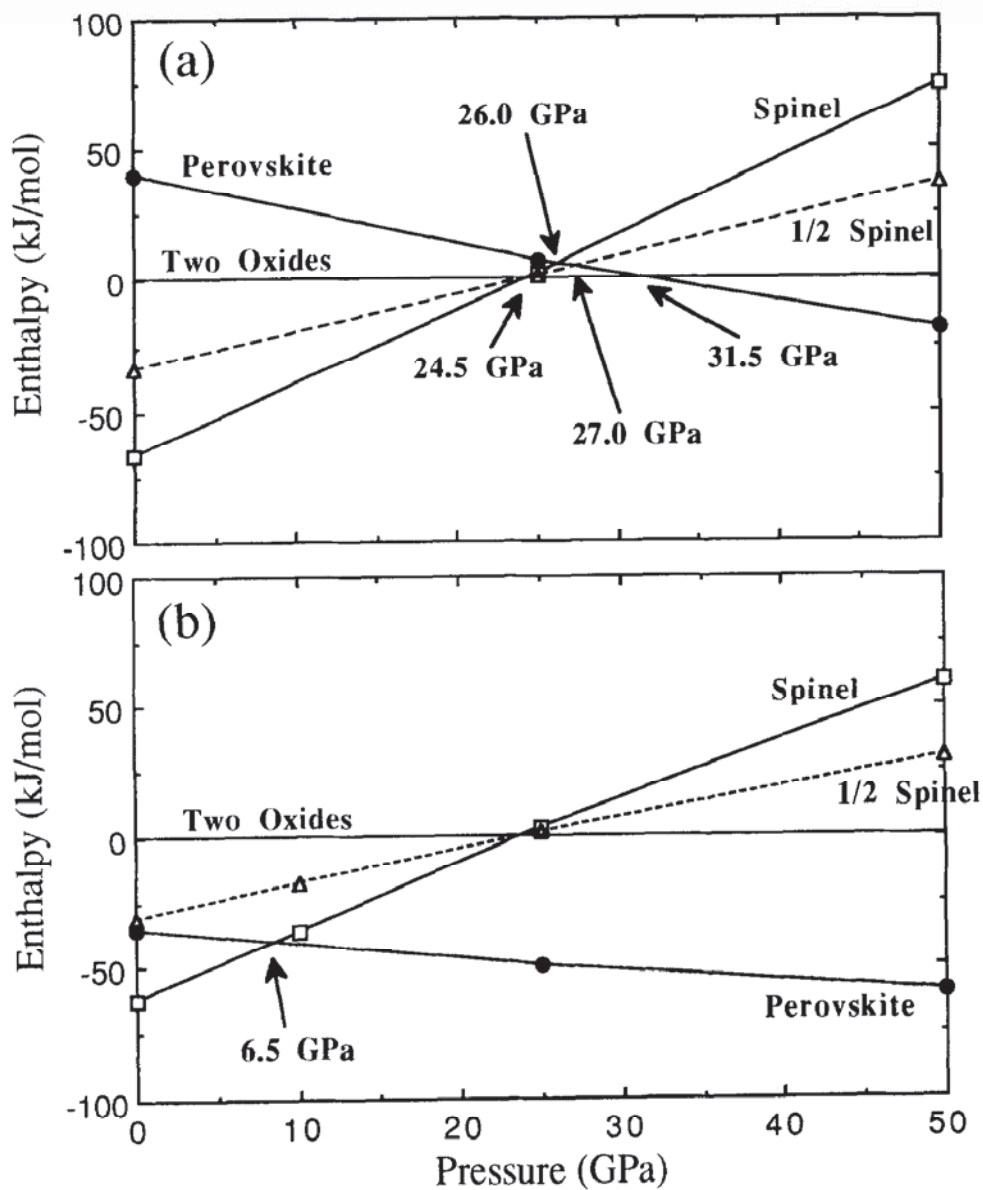 100
(a)
Spinel
26.0 GPa
50
Perovskite
Two Oxides
1/2 Spinel
0
24.5 GPa
31.5 GPa
-50
27.0 GPa
-100
Enthalpy (kJ/mol)
100
(b)
Spinel
50
Two Oxides
1/2 Spinel
0
-50
Perovskite
6.5 GPa
-100
Enthalpy (kJ/mol)
0 10 20 30 40 50
Pressure (GPa)